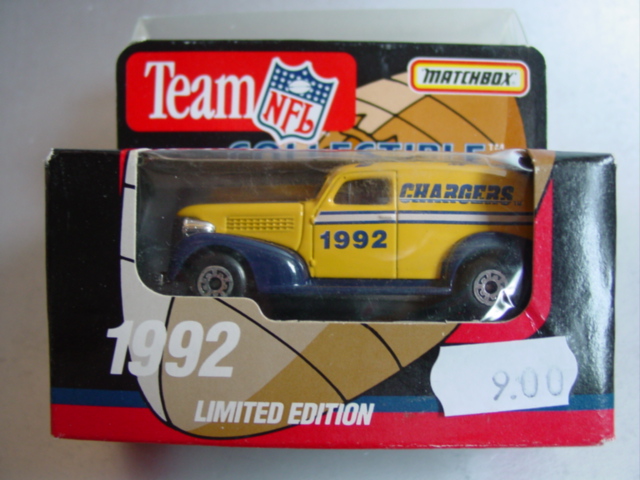 Team NFL
MATCHBOX
COLLECTIBLE
CHARGERS
1992
1992
LIMITED EDITION
9.00